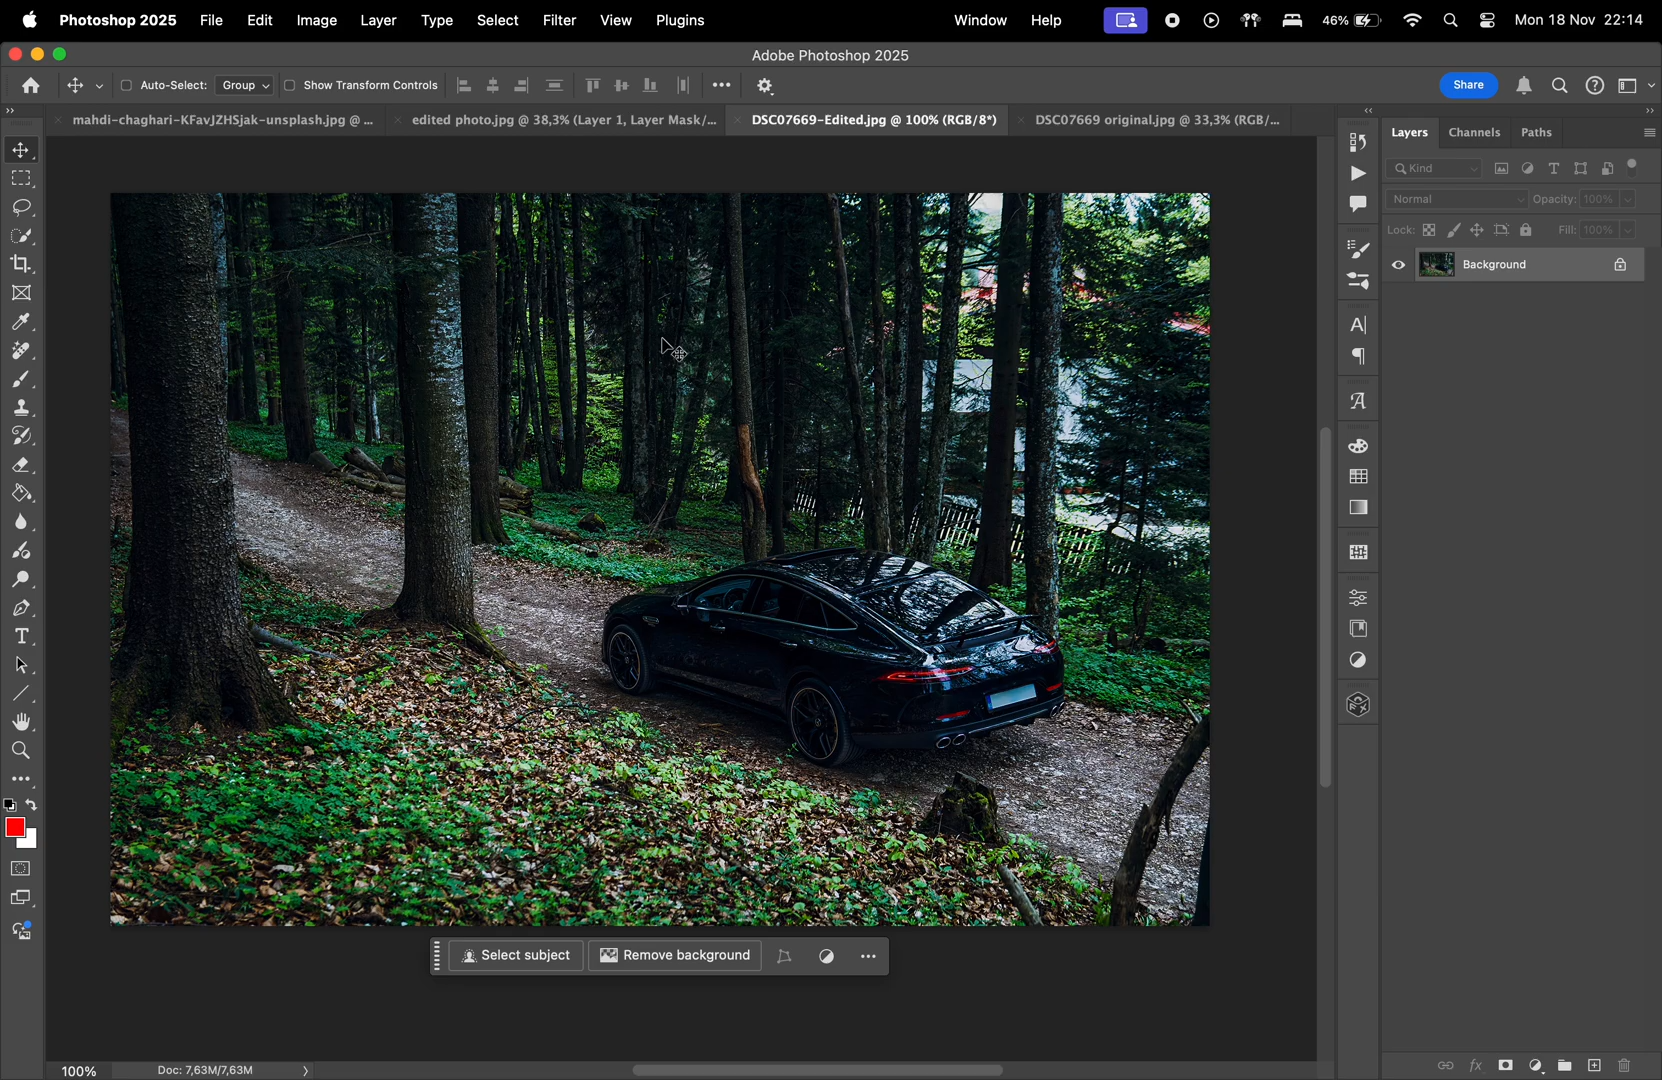 Photoshop 2025 File Edit Image Layer Type Select Filter View Plugins Window Help 46% Mon 18 Nov 22:14
Adobe Photoshop 2025
Auto-Select: Group Show Transform Controls Share
mahdi-chaghari-KFavJZHSjak-unsplash.jpg @ ... edited photo.jpg @ 38,3% (Layer 1, Layer Mask/... DSC07669-Edited.jpg @ 100% (RGB/8*) DSC07669 original.jpg @ 33,3% (RGB/...
Layers Channels Paths
Kind
Normal Opacity: 100%
Lock: Fill: 100%
Background
Select subject Remove background
100% Doc: 7,63M/7,63M